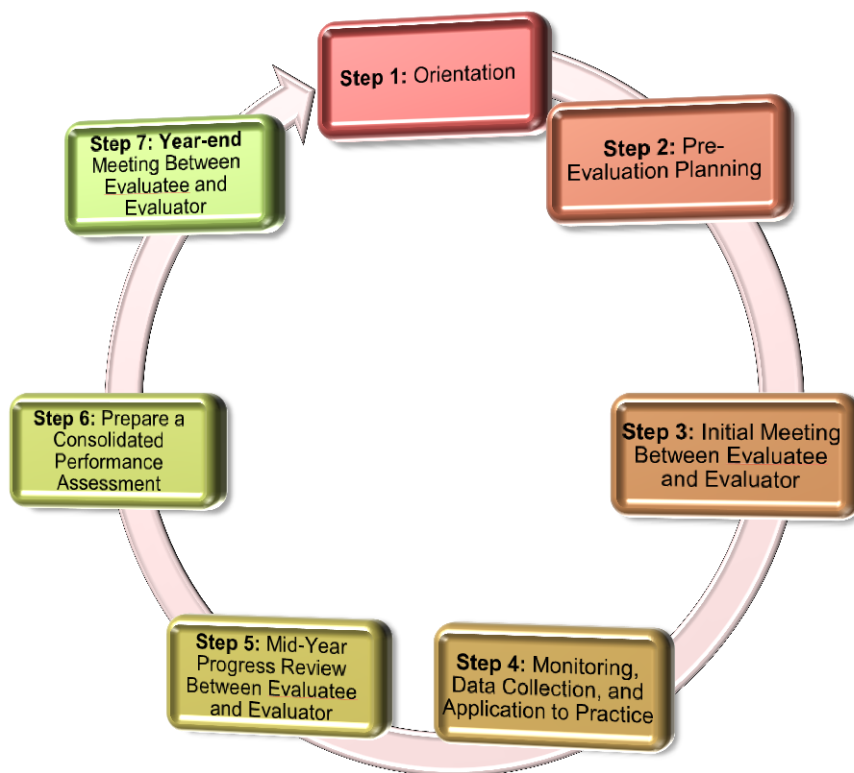 Step 1: Orientation
Step 2: Pre-
Evaluation Planning
Step 3: Initial Meeting
Between Evaluatee
and Evaluator
Step 4: Monitoring,
Data Collection, and
Application to Practice
Step 5: Mid-Year
Progress Review
Between Evaluatee
and Evaluator
Step 6: Prepare a
Consolidated
Performance
Assessment
Step 7: Year-end
Meeting Between
Evaluatee and
Evaluator